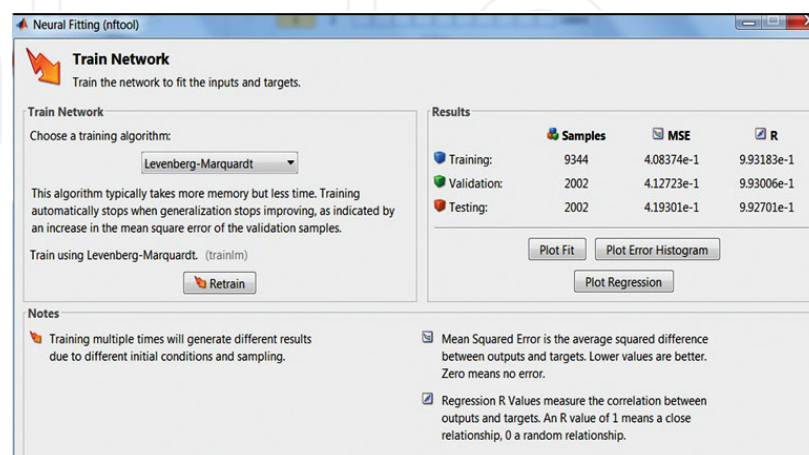 Neural Fitting (nftool)
Train Network
Train the network to fit the inputs and targets.
Train Network
Choose a training algorithm:
Levenberg-Marquardt
This algorithm typically takes more memory but less time. Training
automatically stops when generalization stops improving, as indicated by
an increase in the mean square error of the validation samples.
Train using Levenberg-Marquardt. (trainlm)
Retrain
Results
Samples MSE R
Training: 9344 4.08374e-1 9.93183e-1
Validation: 2002 4.12723e-1 9.93006e-1
Testing: 2002 4.19301e-1 9.92701e-1
Plot Fit Plot Error Histogram
Plot Regression
Notes
Training multiple times will generate different results
due to different initial conditions and sampling.
Mean Squared Error is the average squared difference
between outputs and targets. Lower values are better.
Zero means no error.
Regression R Values measure the correlation between
outputs and targets. An R value of 1 means a close
relationship, 0 a random relationship.